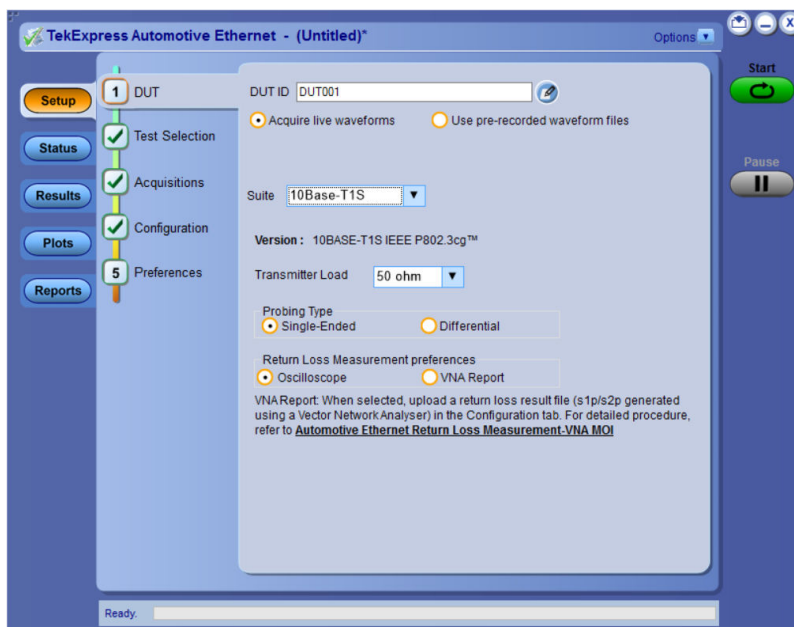 TekExpress Automotive Ethernet - (Untitled)*
Options
Start
Pause
Setup
Status
Results
Plots
Reports
1 DUT
Test Selection
Acquisitions
Configuration
5 Preferences
DUT ID DUT001
Acquire live waveforms Use pre-recorded waveform files
Suite 10Base-T1S
Version : 10BASE-T1S IEEE P802.3cg™
Transmitter Load 50 ohm
Probing Type
Single-Ended Differential
Return Loss Measurement preferences
Oscilloscope VNA Report
VNA Report: When selected, upload a return loss result file (s1p/s2p generated
using a Vector Network Analyser) in the Configuration tab. For detailed procedure,
refer to Automotive Ethernet Return Loss Measurement-VNA MOI
Ready.